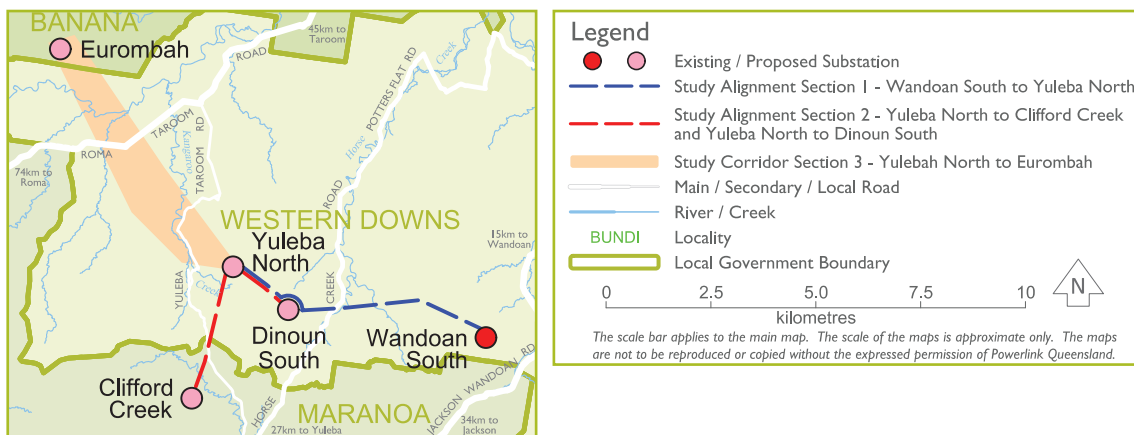 BANANA
Eurombah
45km to
Taroom
ROAD
TAROOM
ROMA
74km to
Roma
Kangaroo
Creek
TAROOM RD
POTTERS FLAT RD
Creek
Horse
ROAD
WESTERN DOWNS
Yuleba
North
15km to
Wandoan
YULEBA
Creek
CREEK
Dinoun
South
Wandoan
South
Clifford
Creek
HORSE
MARANOA
27km to Yuleba
JACKSON WANDOAN RD
34km to
Jackson
Legend
Existing / Proposed Substation
Study Alignment Section 1 - Wandoan South to Yuleba North
Study Alignment Section 2 - Yuleba North to Clifford Creek
and Yuleba North to Dinoun South
Study Corridor Section 3 - Yulebah North to Eurombah
Main / Secondary / Local Road
River / Creek
BUNDI Locality
Local Government Boundary
0 2.5 5.0 7.5 10
kilometres
N
The scale bar applies to the main map. The scale of the maps is approximate only. The maps
are not to be reproduced or copied without the expressed permission of Powerlink Queensland.